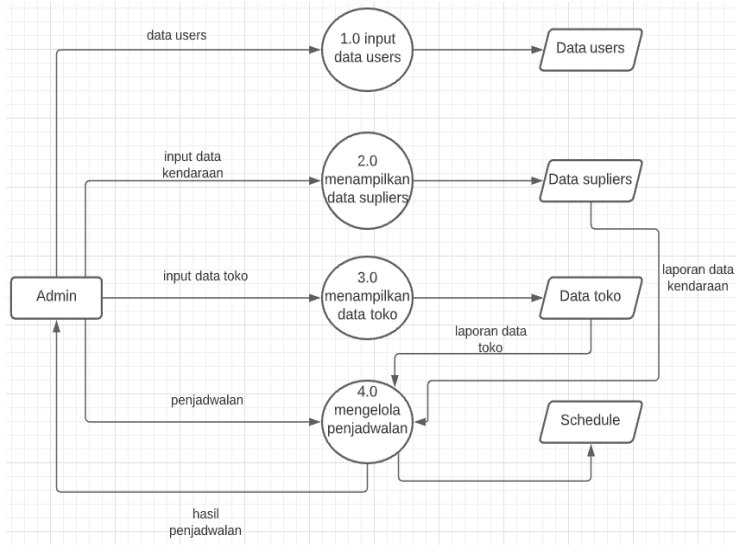 data users
1.0 input
data users
Data users
input data
kendaraan
2.0
menampilkan
data supliers
Data supliers
laporan data
kendaraan
Admin
input data toko
3.0
menampilkan
data toko
Data toko
laporan data
toko
penjadwalan
4.0
mengelola
penjadwalan
Schedule
hasil
penjadwalan